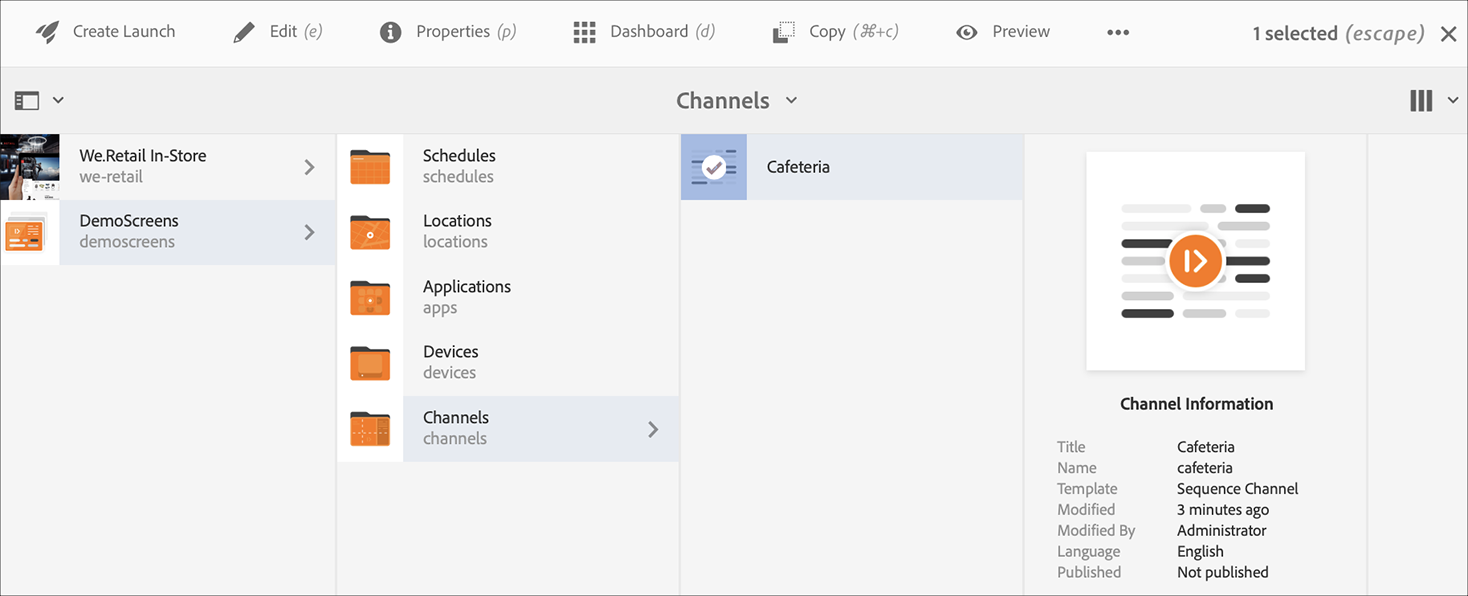 Create Launch Edit (e) Properties (p) Dashboard (d) Copy (⌘+c) Preview ••• 1 selected (escape)
Channels
We.Retail In-Store
we-retail
DemoScreens
demoscreens
Schedules
schedules
Locations
locations
Applications
apps
Devices
devices
Channels
channels
Cafeteria
Channel Information
Title Cafeteria
Name cafeteria
Template Sequence Channel
Modified 3 minutes ago
Modified By Administrator
Language English
Published Not published